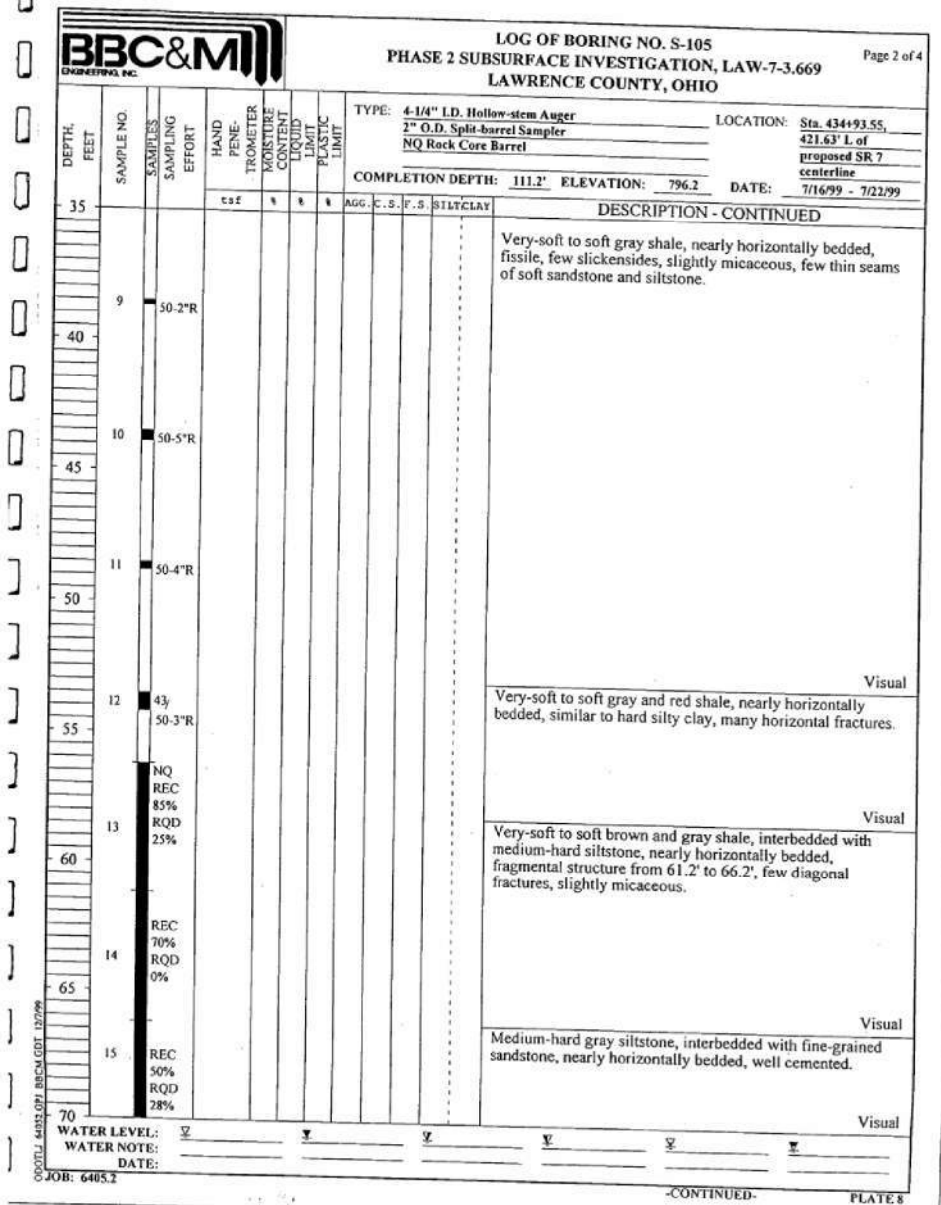 BBC&M
ENGINEERING, INC.
LOG OF BORING NO. S-105
PHASE 2 SUBSURFACE INVESTIGATION, LAW-7-3.669
LAWRENCE COUNTY, OHIO
Page 2 of 4
DEPTH, FEET
SAMPLE NO.
SAMPLES
SAMPLING EFFORT
HAND PENE-TROMETER
MOISTURE CONTENT
LIQUID LIMIT
PLASTIC LIMIT
TYPE: 4-1/4" I.D. Hollow-stem Auger
2" O.D. Split-barrel Sampler
NQ Rock Core Barrel
LOCATION: Sta. 434+93.55,
421.63' L of
proposed SR 7
centerline
COMPLETION DEPTH: 111.2' ELEVATION: 796.2 DATE: 7/16/99 - 7/22/99
35 tsf % % % AGG. C.S. F.S. SILT CLAY DESCRIPTION - CONTINUED
Very-soft to soft gray shale, nearly horizontally bedded,
fissile, few slickensides, slightly micaceous, few thin seams
of soft sandstone and siltstone.
9 50-2"R
40
10 50-5"R
45
11 50-4"R
50
Visual
12 43/
50-3"R
Very-soft to soft gray and red shale, nearly horizontally
bedded, similar to hard silty clay, many horizontal fractures.
55
NQ
REC
85%
13 RQD
25%
Visual
Very-soft to soft brown and gray shale, interbedded with
medium-hard siltstone, nearly horizontally bedded,
fragmental structure from 61.2' to 66.2', few diagonal
fractures, slightly micaceous.
60
REC
70%
14 RQD
0%
65
Visual
Medium-hard gray siltstone, interbedded with fine-grained
sandstone, nearly horizontally bedded, well cemented.
15 REC
50%
RQD
28%
70
Visual
WATER LEVEL:
WATER NOTE:
DATE:
ODOTLJ 64052.GPJ BBCM.GDT 12/7/99
JOB: 6405.2
-CONTINUED-
PLATE 8